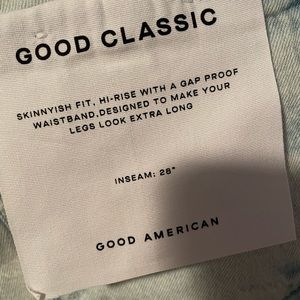 GOOD CLASSIC
SKINNYISH FIT, HI-RISE WITH A GAP PROOF
WAISTBAND,DESIGNED TO MAKE YOUR
LEGS LOOK EXTRA LONG
INSEAM: 28"
GOOD AMERICAN